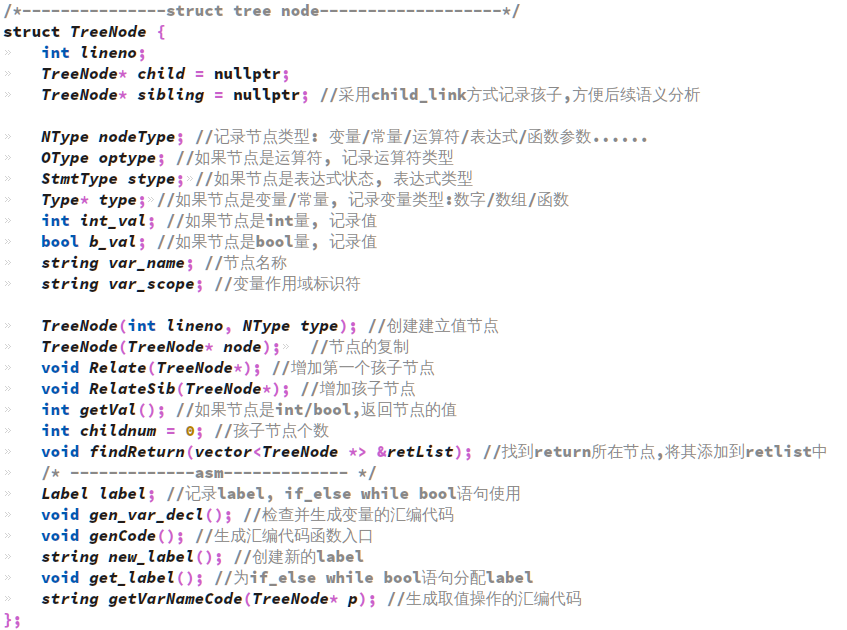 /*---------------struct tree node-------------------*/
struct TreeNode {
int lineno;
TreeNode* child = nullptr;
TreeNode* sibling = nullptr; //采用child_link方式记录孩子,方便后续语义分析
NType nodeType; //记录节点类型: 变量/常量/运算符/表达式/函数参数......
OType optype; //如果节点是运算符, 记录运算符类型
StmtType stype; //如果节点是表达式状态, 表达式类型
Type* type; //如果节点是变量/常量, 记录变量类型:数字/数组/函数
int int_val; //如果节点是int量, 记录值
bool b_val; //如果节点是bool量, 记录值
string var_name; //节点名称
string var_scope; //变量作用域标识符
TreeNode(int lineno, NType type); //创建建立值节点
TreeNode(TreeNode* node); //节点的复制
void Relate(TreeNode*); //增加第一个孩子节点
void RelateSib(TreeNode*); //增加孩子节点
int getVal(); //如果节点是int/bool,返回节点的值
int childnum = 0; //孩子节点个数
void findReturn(vector<TreeNode *> &retList); //找到return所在节点,将其添加到retlist中
/* -------------asm------------- */
Label label; //记录label, if_else while bool语句使用
void gen_var_decl(); //检查并生成变量的汇编代码
void genCode(); //生成汇编代码函数入口
string new_label(); //创建新的label
void get_label(); //为if_else while bool语句分配label
string getVarNameCode(TreeNode* p); //生成取值操作的汇编代码
};